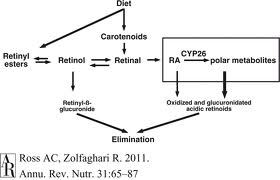 Diet
Carotenoids
CYP26
Retinyl
esters
Retinol
Retinal
RA
polar metabolites
Retinyl-ß-
glucuronide
Oxidized and glucuronidated
acidic retinoids
Elimination
AR
Ross AC, Zolfaghari R. 2011.
Annu. Rev. Nutr. 31:65–87